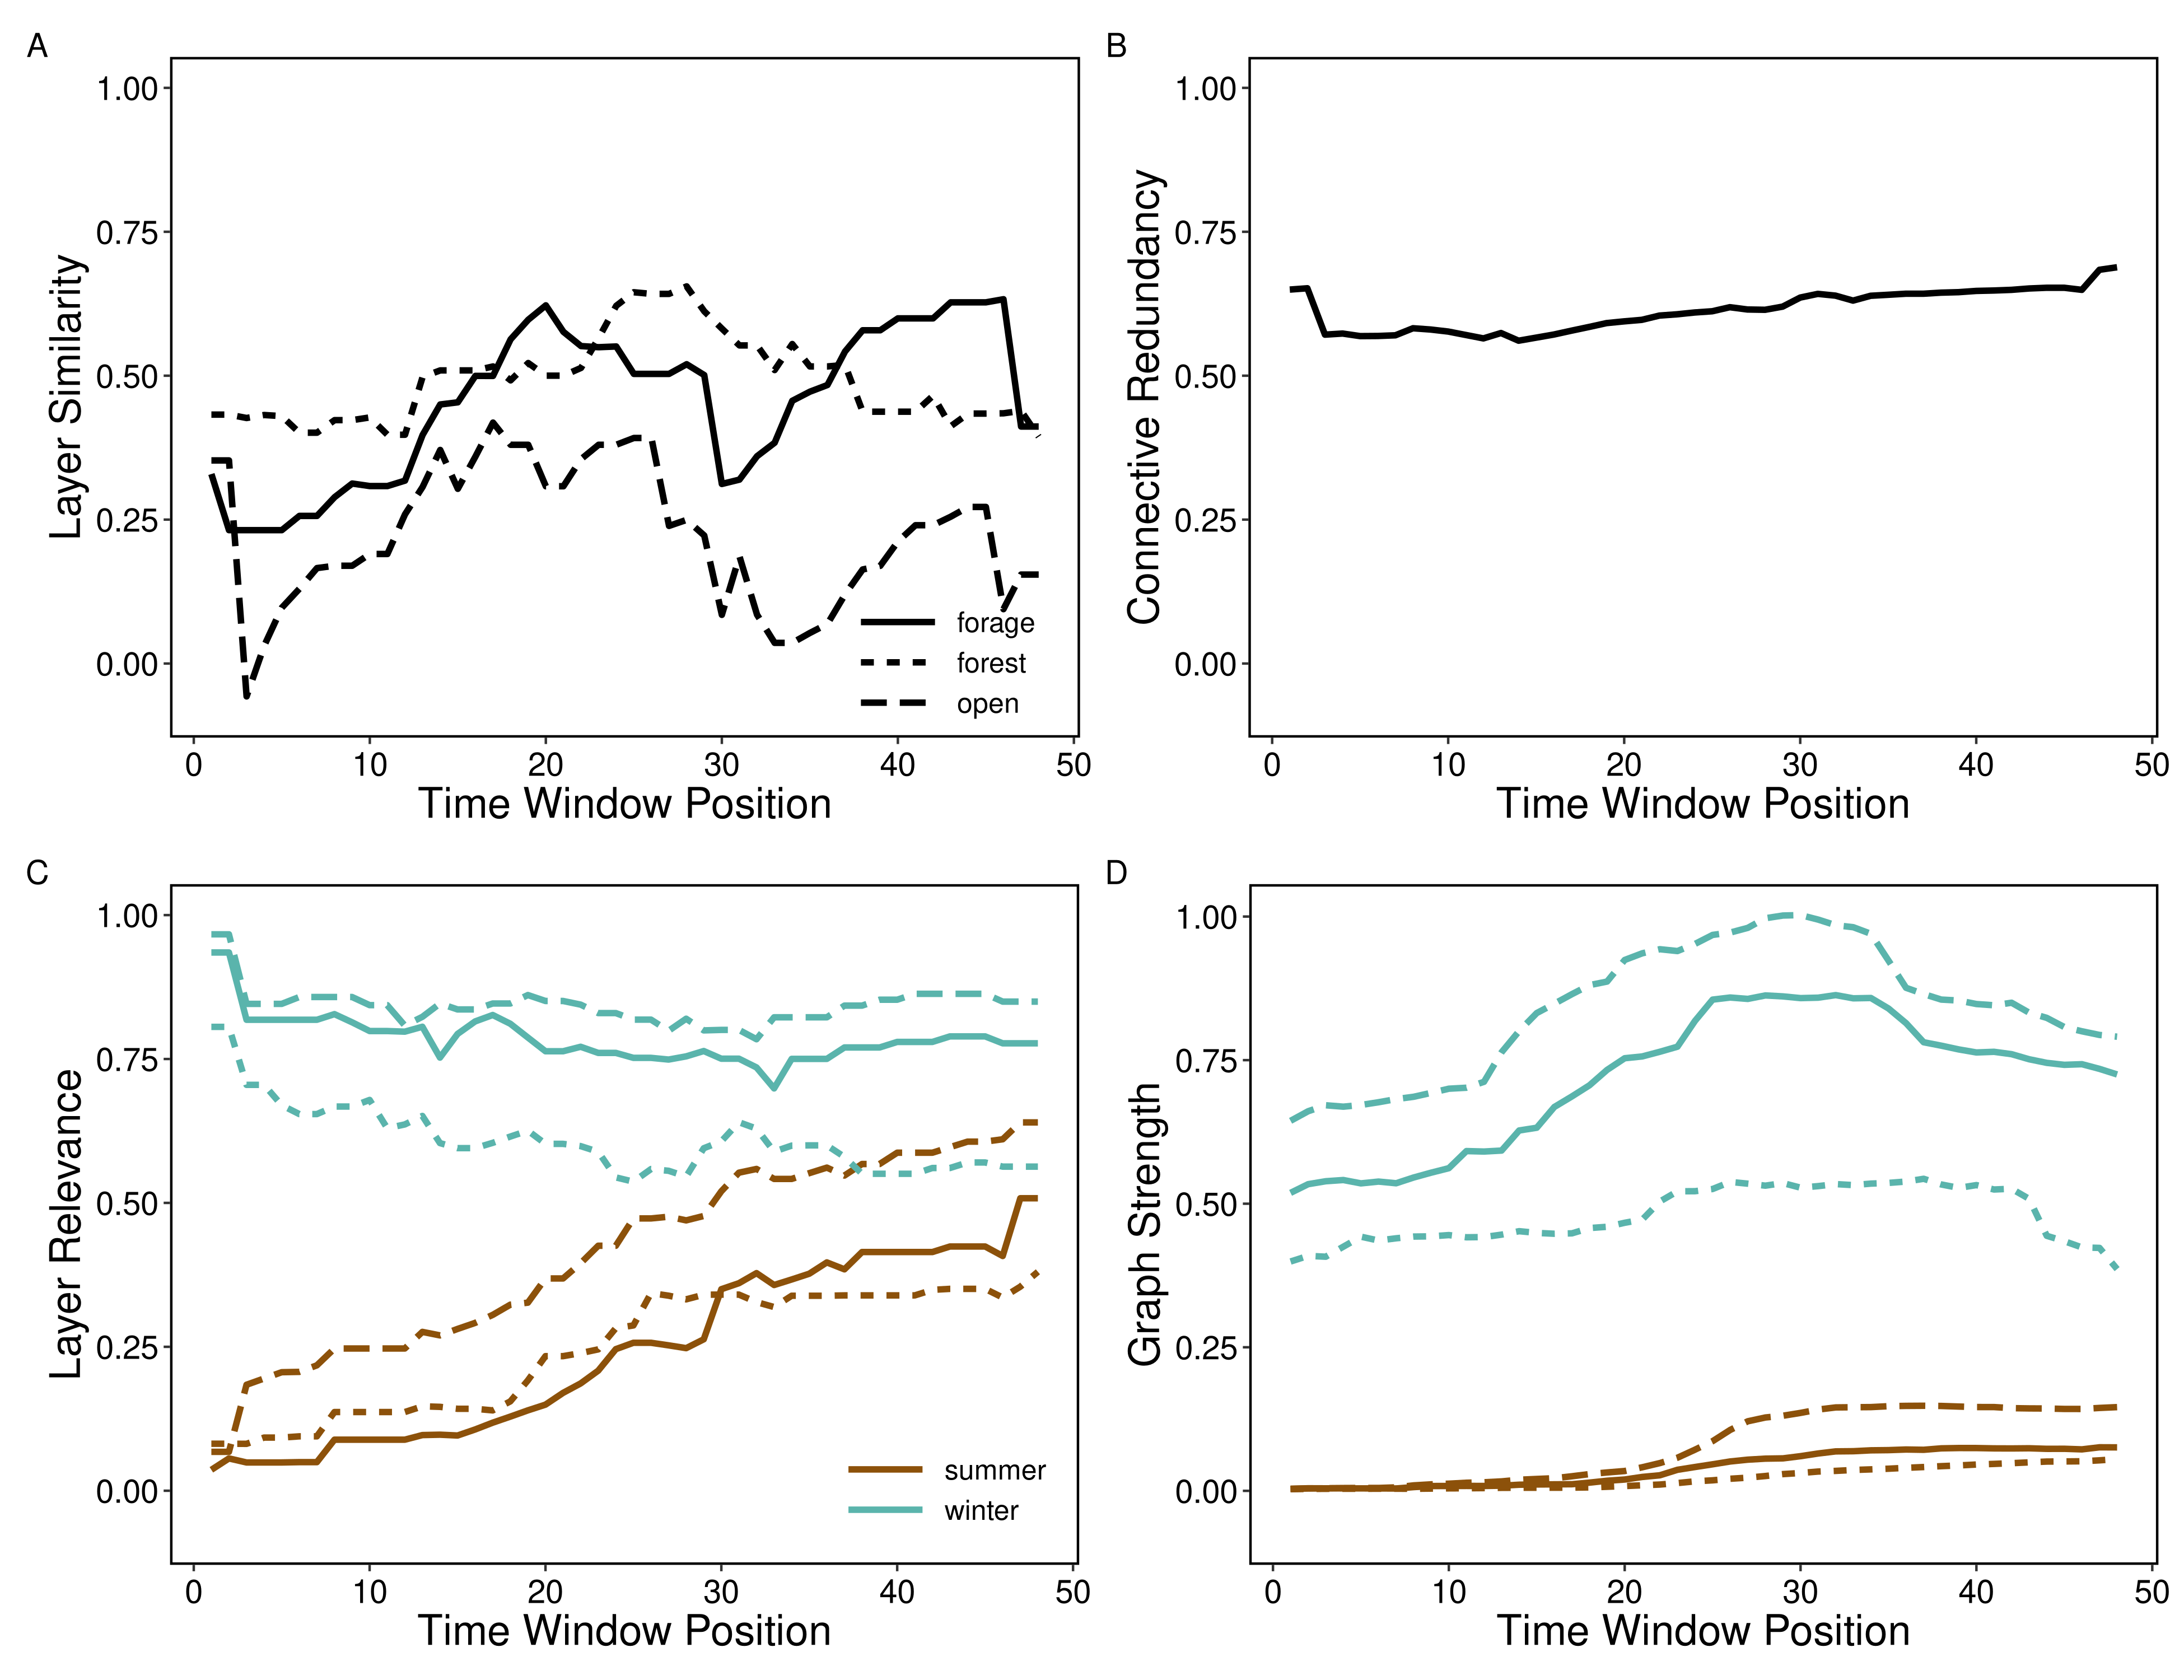 A
Layer Similarity
1.00
0.75
0.50
0.25
0.00
forage
forest
open
0 10 20 30 40 50
Time Window Position
B
Connective Redundancy
1.00
0.75
0.50
0.25
0.00
0 10 20 30 40 50
Time Window Position
C
Layer Relevance
1.00
0.75
0.50
0.25
0.00
summer
winter
0 10 20 30 40 50
Time Window Position
D
Graph Strength
1.00
0.75
0.50
0.25
0.00
0 10 20 30 40 50
Time Window Position